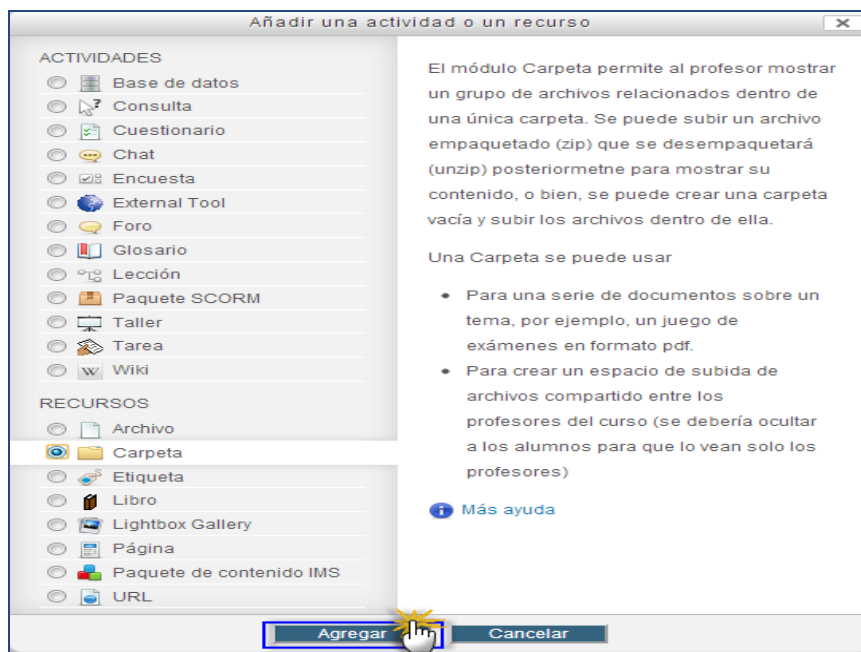 Añadir una actividad o un recurso
ACTIVIDADES
Base de datos
Consulta
Cuestionario
Chat
Encuesta
External Tool
Foro
Glosario
Lección
Paquete SCORM
Taller
Tarea
Wiki
RECURSOS
Archivo
Carpeta
Etiqueta
Libro
Lightbox Gallery
Página
Paquete de contenido IMS
URL
El módulo Carpeta permite al profesor mostrar
un grupo de archivos relacionados dentro de
una única carpeta. Se puede subir un archivo
empaquetado (zip) que se desempaquetará
(unzip) posteriormetne para mostrar su
contenido, o bien, se puede crear una carpeta
vacía y subir los archivos dentro de ella.
Una Carpeta se puede usar
• Para una serie de documentos sobre un
tema, por ejemplo, un juego de
exámenes en formato pdf.
• Para crear un espacio de subida de
archivos compartido entre los
profesores del curso (se debería ocultar
a los alumnos para que lo vean solo los
profesores)
Más ayuda
Agregar
Cancelar